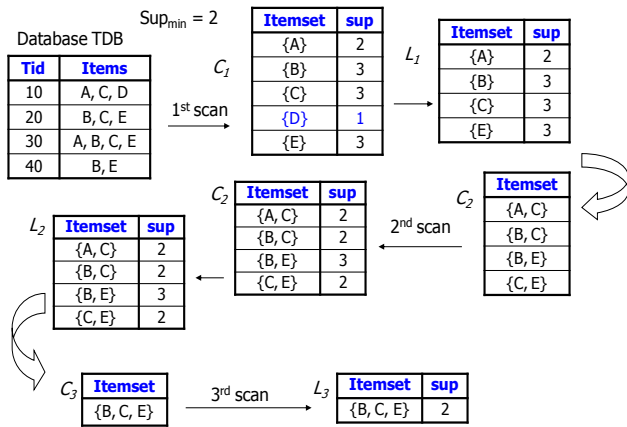 Sup_min = 2
Database TDB
Tid Items
10 A, C, D
20 B, C, E
30 A, B, C, E
40 B, E
1st scan
C1
Itemset sup
{A} 2
{B} 3
{C} 3
{D} 1
{E} 3
L1
Itemset sup
{A} 2
{B} 3
{C} 3
{E} 3
C2
Itemset
{A, C}
{B, C}
{B, E}
{C, E}
2nd scan
C2
Itemset sup
{A, C} 2
{B, C} 2
{B, E} 3
{C, E} 2
L2
Itemset sup
{A, C} 2
{B, C} 2
{B, E} 3
{C, E} 2
C3
Itemset
{B, C, E}
3rd scan
L3
Itemset sup
{B, C, E} 2